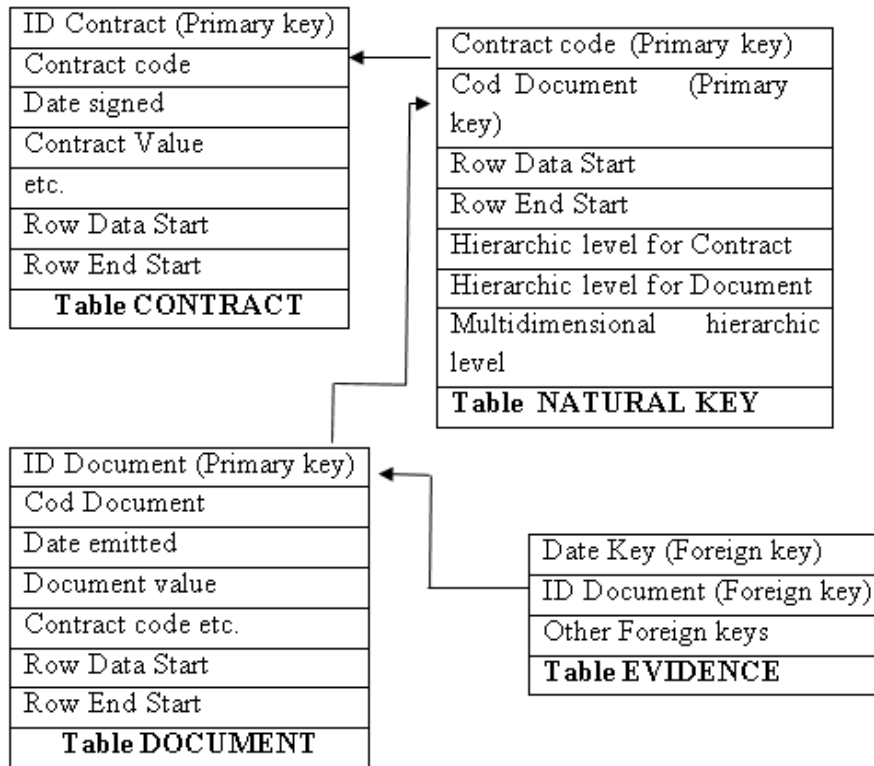 ID Contract (Primary key)
Contract code
Date signed
Contract Value
etc.
Row Data Start
Row End Start
Table CONTRACT
Contract code (Primary key)
Cod Document (Primary
key)
Row Data Start
Row End Start
Hierarchic level for Contract
Hierarchic level for Document
Multidimensional hierarchic
level
Table NATURAL KEY
ID Document (Primary key)
Cod Document
Date emitted
Document value
Contract code etc.
Row Data Start
Row End Start
Table DOCUMENT
Date Key (Foreign key)
ID Document (Foreign key)
Other Foreign keys
Table EVIDENCE